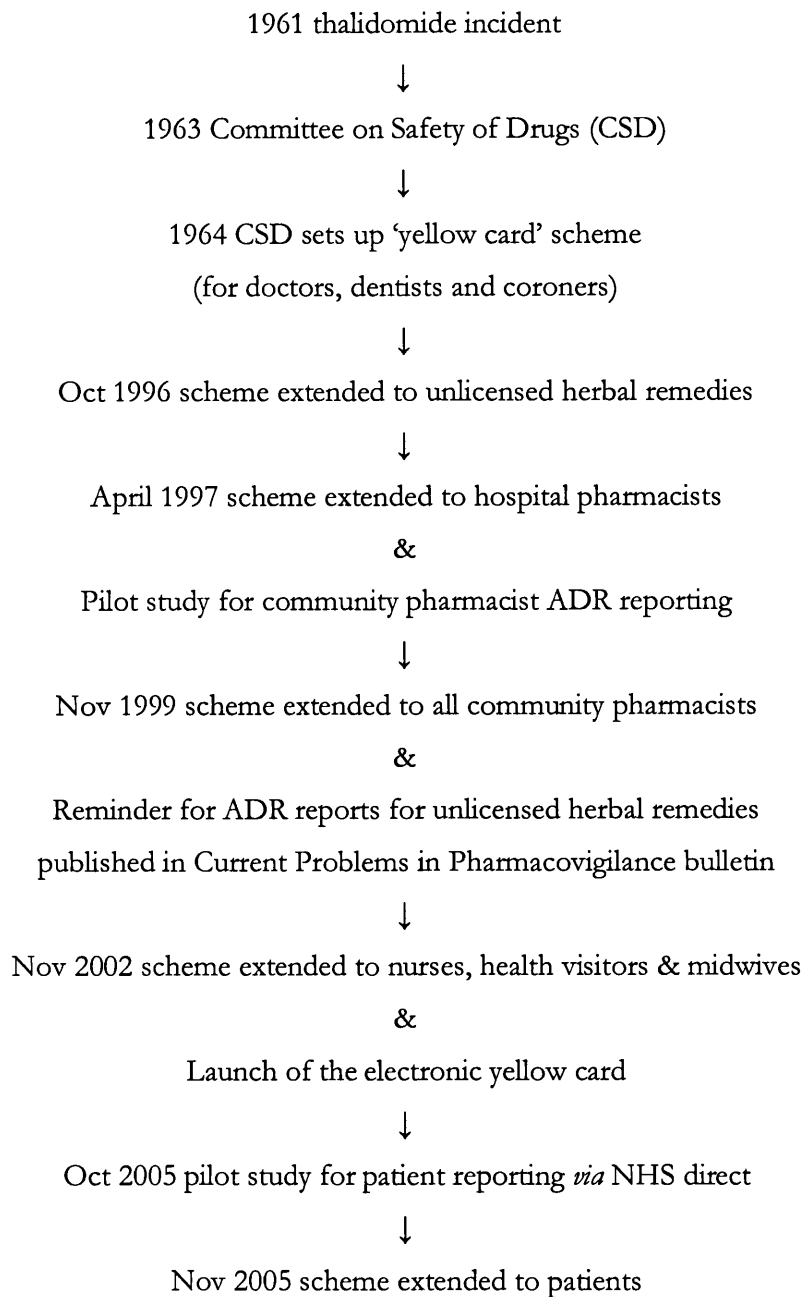 1961 thalidomide incident
↓
1963 Committee on Safety of Drugs (CSD)
↓
1964 CSD sets up ‘yellow card’ scheme
(for doctors, dentists and coroners)
↓
Oct 1996 scheme extended to unlicensed herbal remedies
↓
April 1997 scheme extended to hospital pharmacists
&
Pilot study for community pharmacist ADR reporting
↓
Nov 1999 scheme extended to all community pharmacists
&
Reminder for ADR reports for unlicensed herbal remedies
published in Current Problems in Pharmacovigilance bulletin
↓
Nov 2002 scheme extended to nurses, health visitors & midwives
&
Launch of the electronic yellow card
↓
Oct 2005 pilot study for patient reporting via NHS direct
↓
Nov 2005 scheme extended to patients